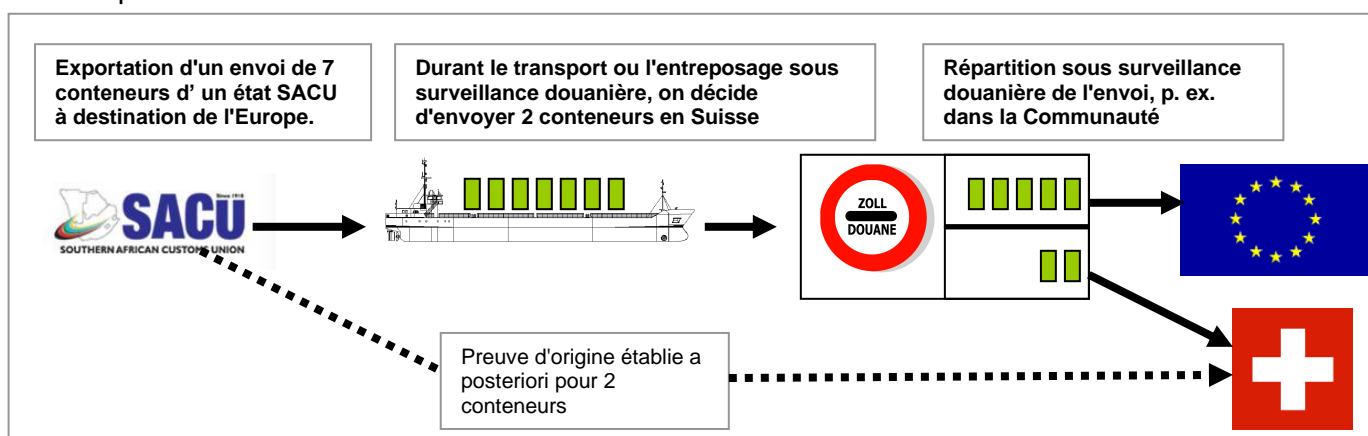 Exportation d'un envoi de 7
conteneurs d' un état SACU
à destination de l'Europe.
Durant le transport ou l'entreposage sous
surveillance douanière, on décide
d'envoyer 2 conteneurs en Suisse
Répartition sous surveillance
douanière de l'envoi, p. ex.
dans la Communauté
Since 1910
SACU
SOUTHERN AFRICAN CUSTOMS UNION
ZOLL
DOUANE
Preuve d'origine établie a
posteriori pour 2
conteneurs